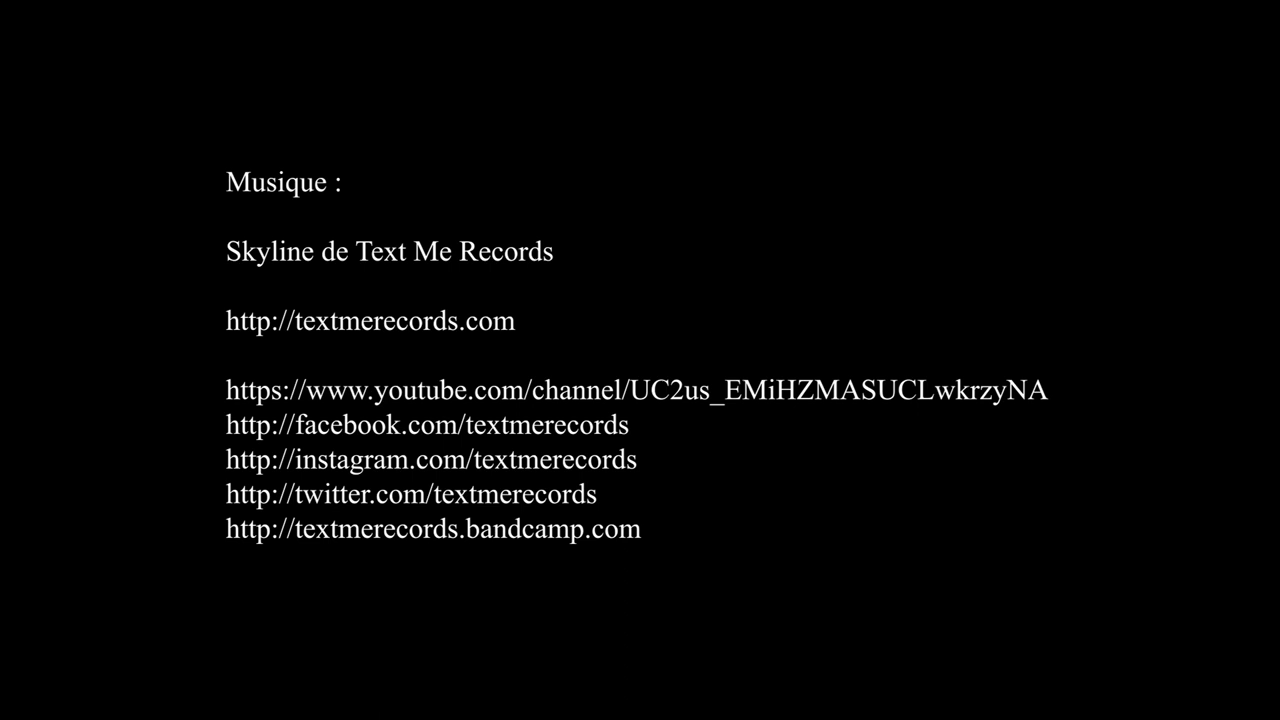 Musique :
Skyline de Text Me Records
http://textmerecords.com
https://www.youtube.com/channel/UC2us_EMiHZMASUCLwkrzyNA
http://facebook.com/textmerecords
http://instagram.com/textmerecords
http://twitter.com/textmerecords
http://textmerecords.bandcamp.com